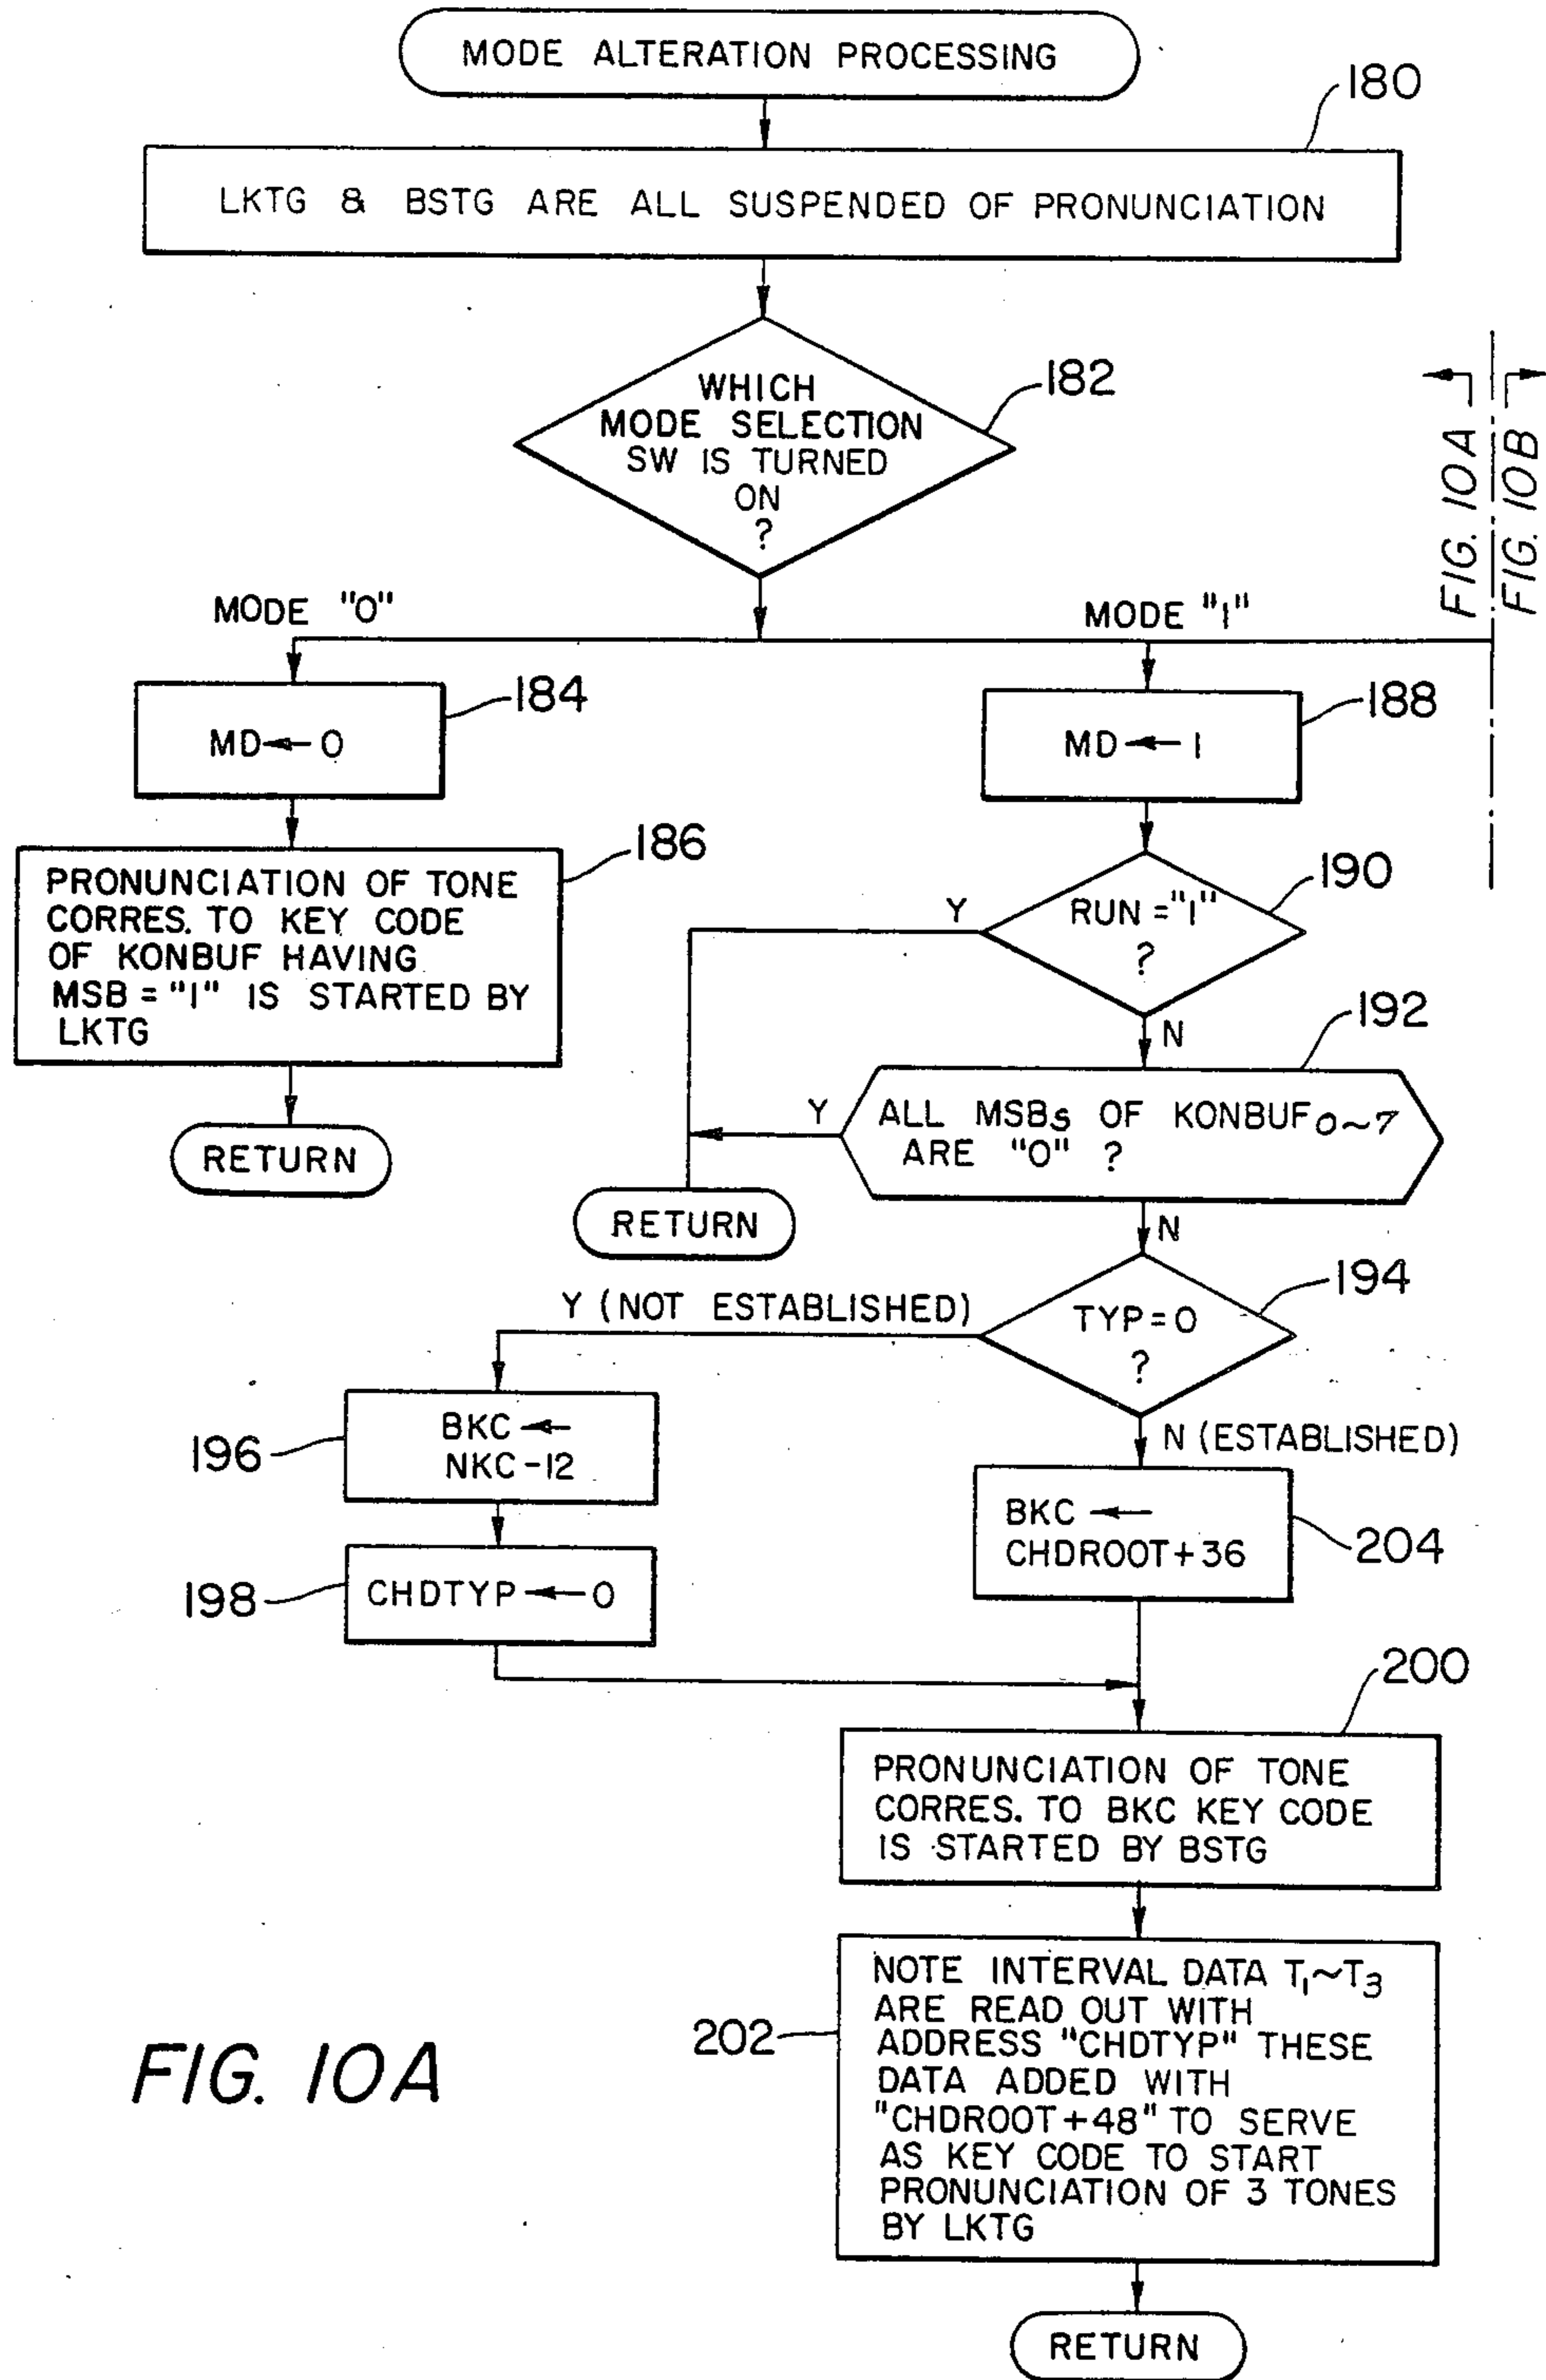 MODE ALTERATION PROCESSING
180
LKTG & BSTG ARE ALL SUSPENDED OF PRONUNCIATION
WHICH
MODE SELECTION
SW IS TURNED
ON
?
182
FIG. 10A
FIG. 10B
MODE "0"
MODE "1"
MD ← 0
184
MD ← 1
188
PRONUNCIATION OF TONE
CORRES. TO KEY CODE
OF KONBUF HAVING
MSB = "1" IS STARTED BY
LKTG
186
RETURN
RUN = "1"
?
190
Y
N
ALL MSBs OF KONBUF0~7
ARE "0" ?
192
Y
N
RETURN
TYP = 0
?
194
Y (NOT ESTABLISHED)
N (ESTABLISHED)
BKC ←
NKC-12
196
CHDTYP ← 0
198
BKC ←
CHDROOT+36
204
200
PRONUNCIATION OF TONE
CORRES. TO BKC KEY CODE
IS STARTED BY BSTG
NOTE INTERVAL DATA T1~T3
ARE READ OUT WITH
ADDRESS "CHDTYP" THESE
DATA ADDED WITH
"CHDROOT+48" TO SERVE
AS KEY CODE TO START
PRONUNCIATION OF 3 TONES
BY LKTG
202
RETURN
FIG. 10A